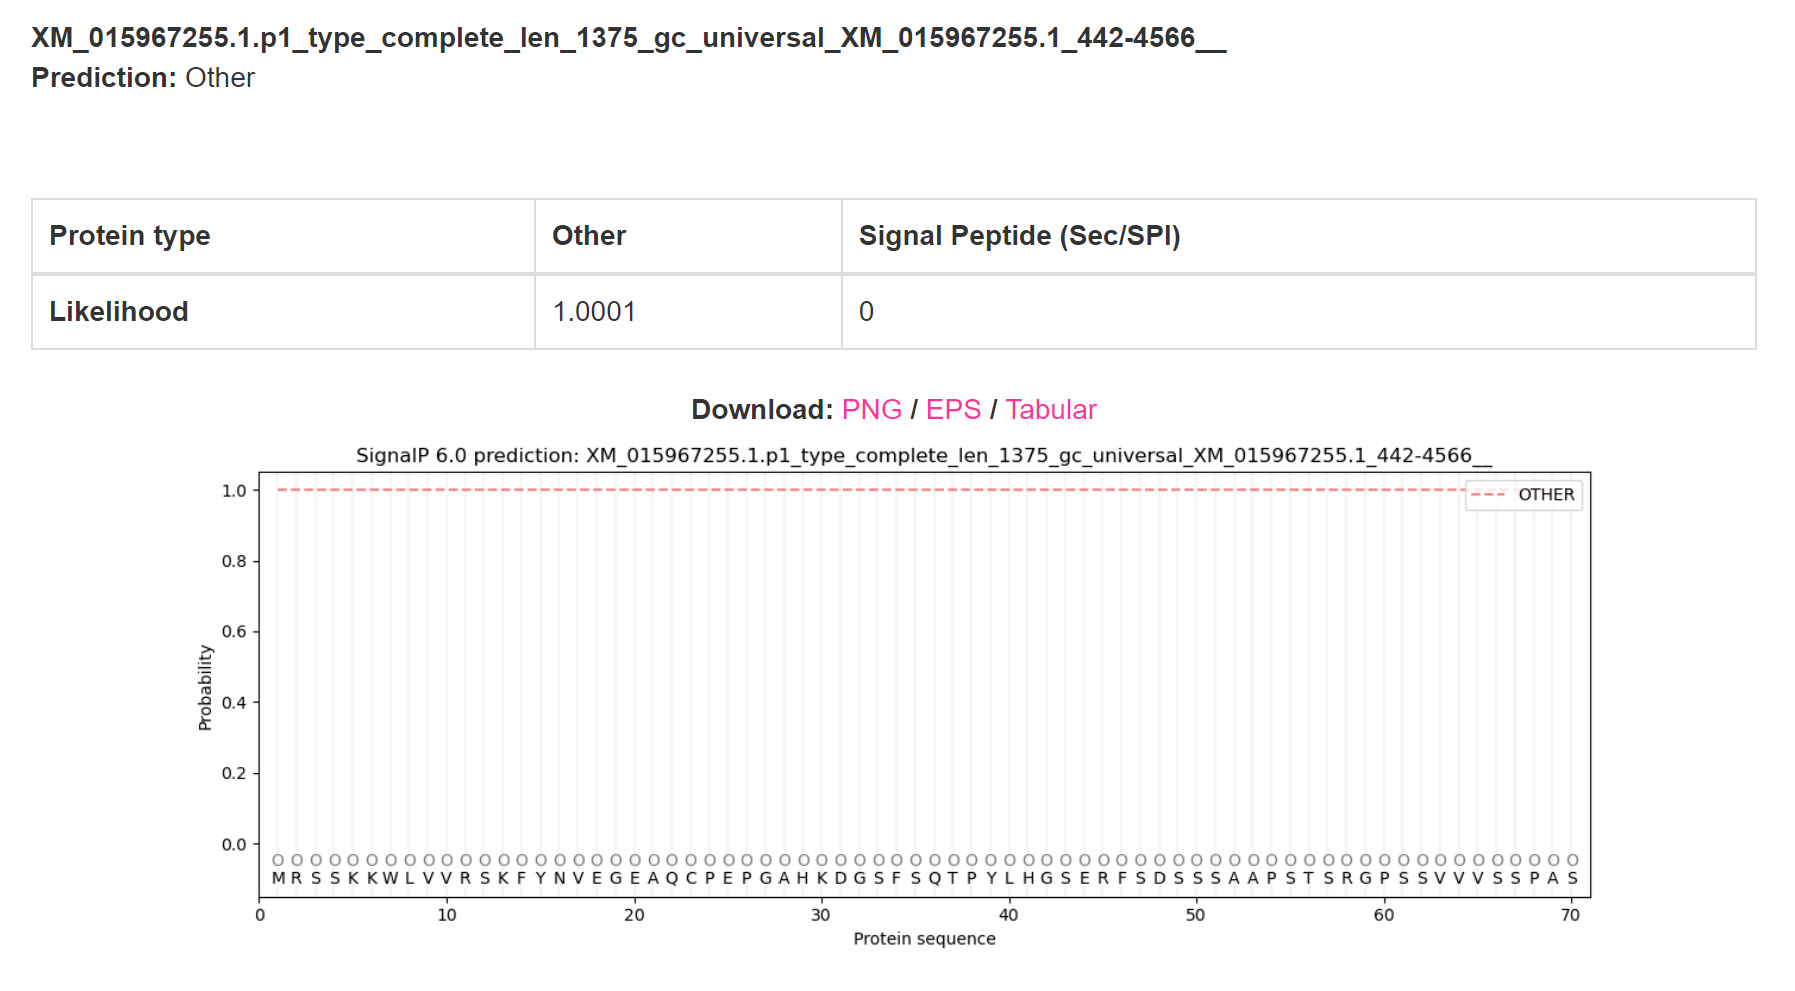 XM_015967255.1.p1_type_complete_len_1375_gc_universal_XM_015967255.1_442-4566__
Prediction: Other
Protein type Other Signal Peptide (Sec/SPI)
Likelihood 1.0001 0
Download: PNG / EPS / Tabular
SignalP 6.0 prediction: XM_015967255.1.p1_type_complete_len_1375_gc_universal_XM_015967255.1_442-4566__
1.0
OTHER
0.8
0.6
Probability
0.4
0.2
0.0
O O O O O O O O O O O O O O O O O O O O O O O O O O O O O O O O O O O O O O O O O O O O O O O O O O O O O O O O O O O O O O O O O O O O O O
M R S S K K W L V V R S K F Y N V E G E A Q C P E P G A H K D G S F S Q T P Y L H G S E R F S D S S S A A P S T S R G P S S V V V S S P A S
0 10 20 30 40 50 60 70
Protein sequence